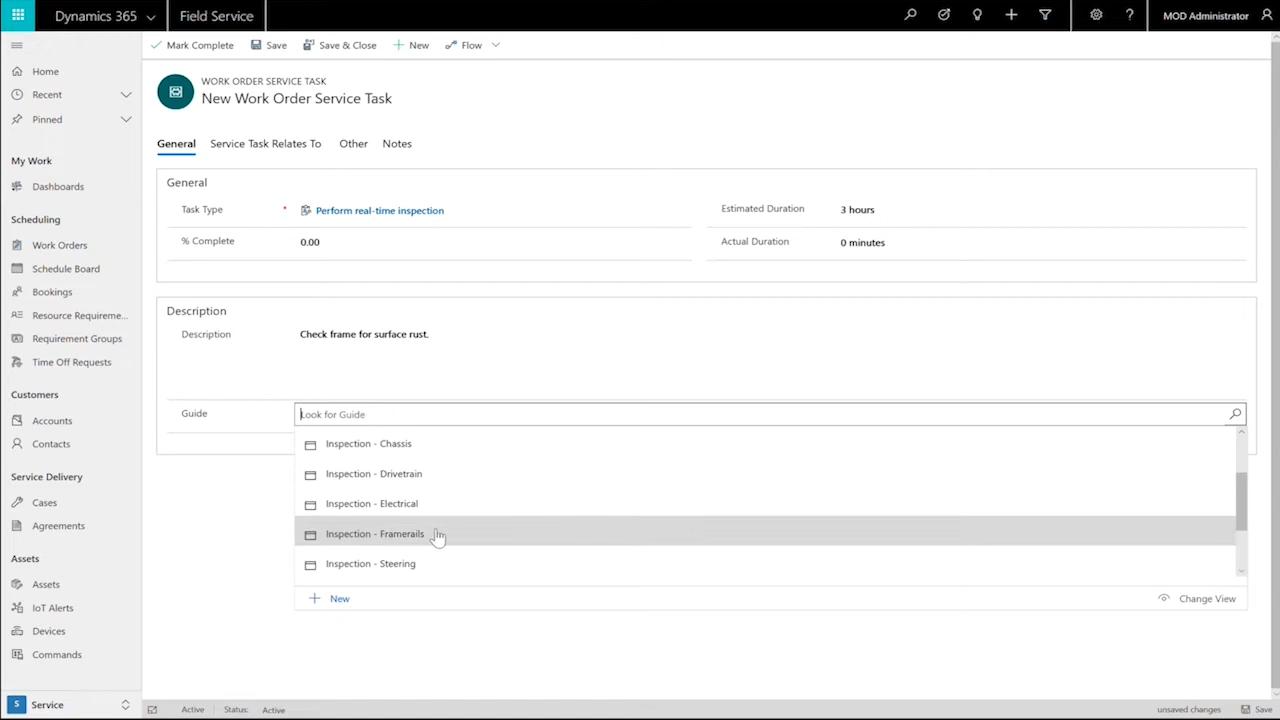 Dynamics 365
Field Service
MOD Administrator
Mark Complete
Save
Save & Close
New
Flow
Home
Recent
Pinned
My Work
Dashboards
Scheduling
Work Orders
Schedule Board
Bookings
Resource Requireme...
Requirement Groups
Time Off Requests
Customers
Accounts
Contacts
Service Delivery
Cases
Agreements
Assets
Assets
IoT Alerts
Devices
Commands
S
Service
WORK ORDER SERVICE TASK
New Work Order Service Task
General
Service Task Relates To
Other
Notes
General
Task Type
*
Perform real-time inspection
Estimated Duration
3 hours
% Complete
0.00
Actual Duration
0 minutes
Description
Description
Check frame for surface rust.
Guide
Look for Guide
Inspection - Chassis
Inspection - Drivetrain
Inspection - Electrical
Inspection - Framerails
Inspection - Steering
New
Change View
Active
Status:
Active
unsaved changes
Save